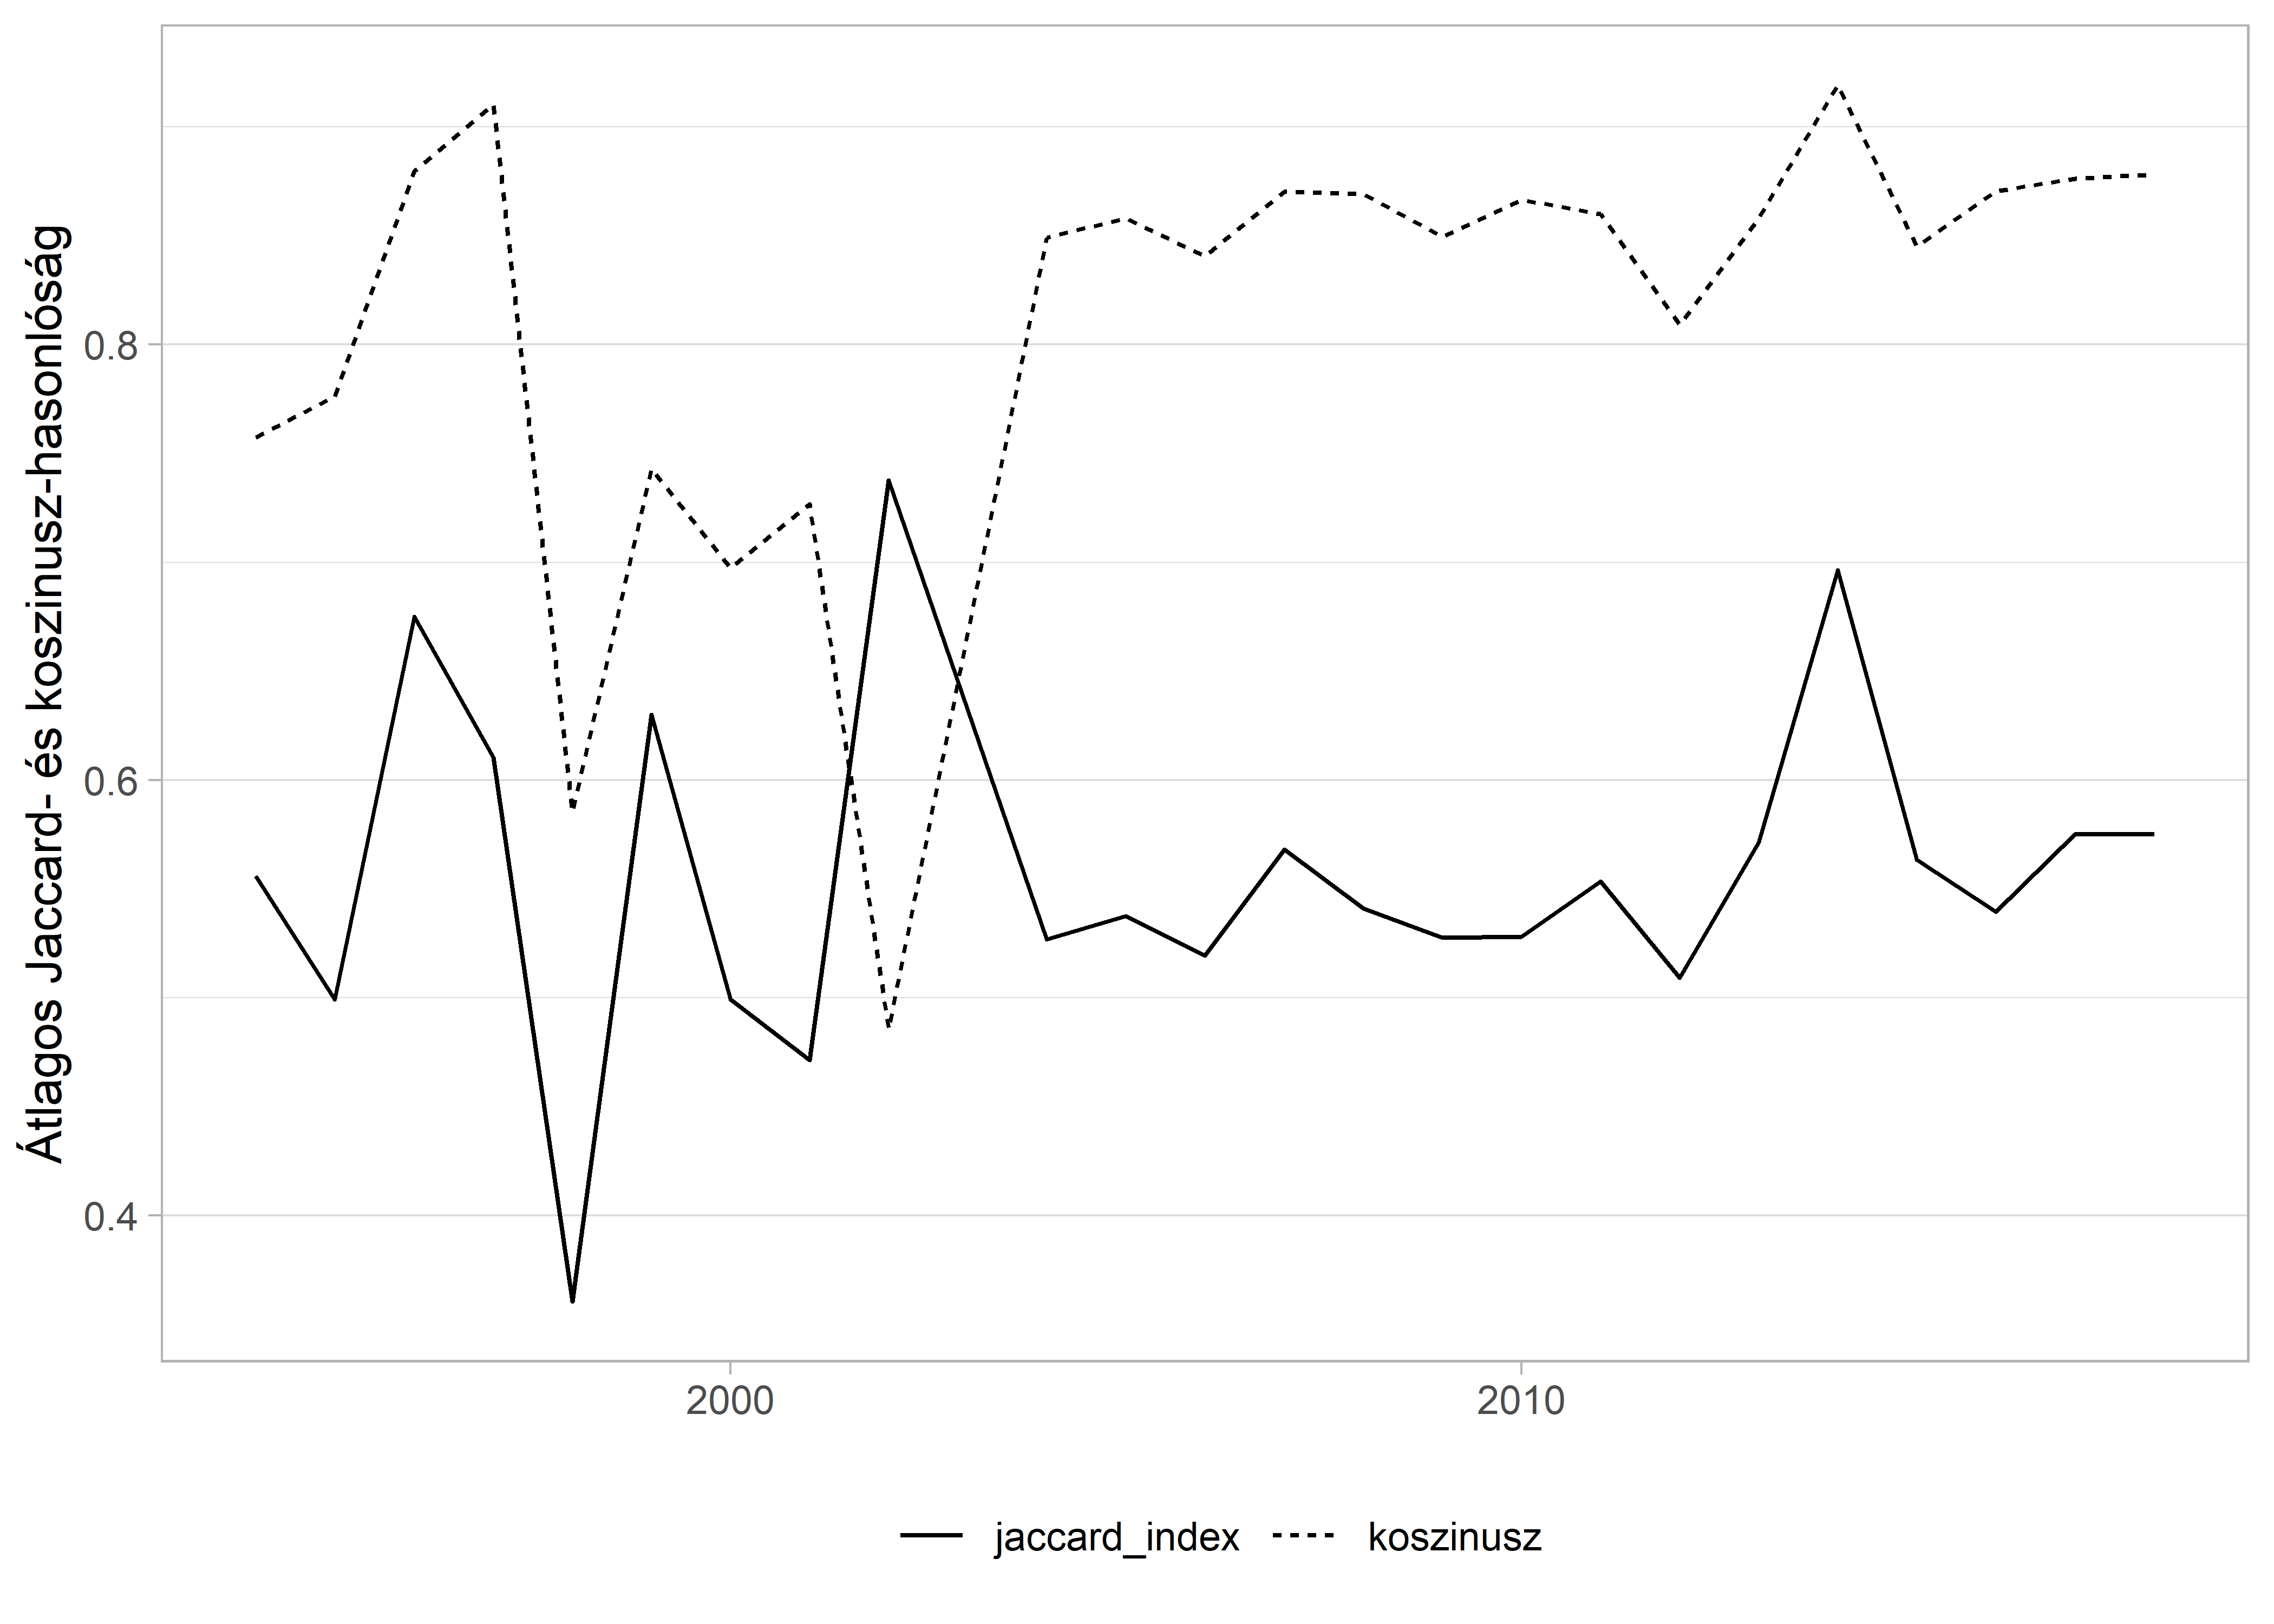 Átlagos Jaccard- és koszinusz-hasonlóság
0.8
0.6
0.4
2000 2010
jaccard_index koszinusz